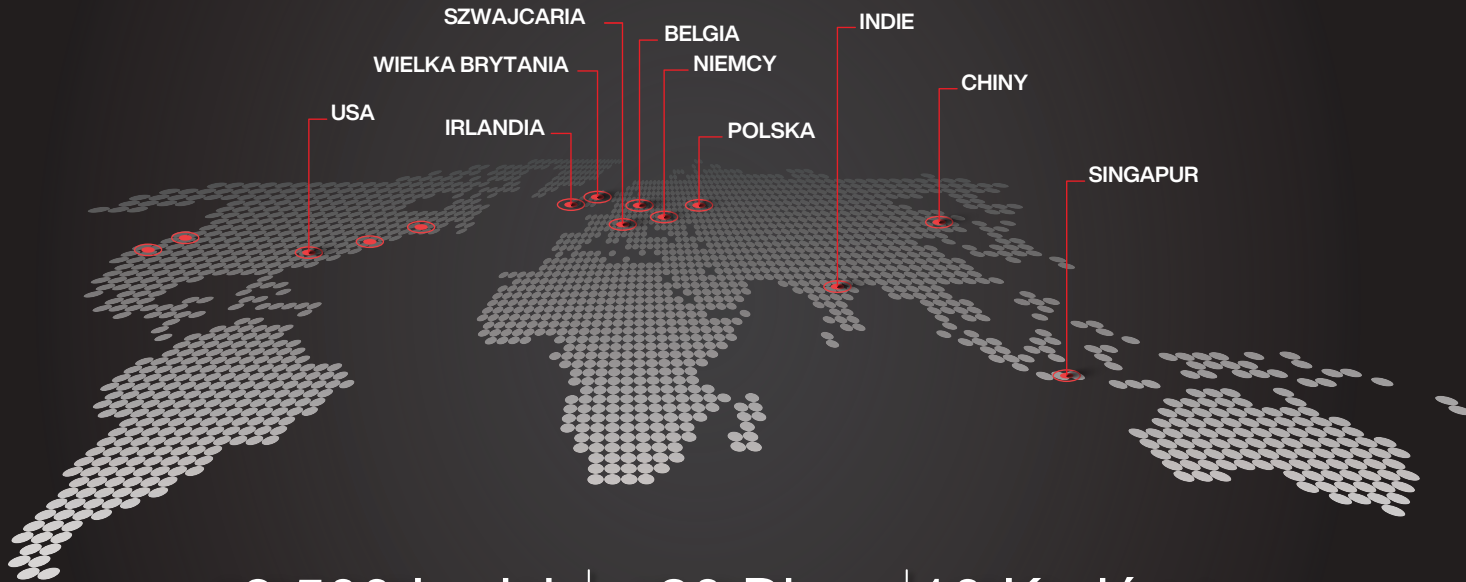 SZWAJCARIA
BELGIA
INDIE
WIELKA BRYTANIA
NIEMCY
CHINY
USA
IRLANDIA
POLSKA
SINGAPUR